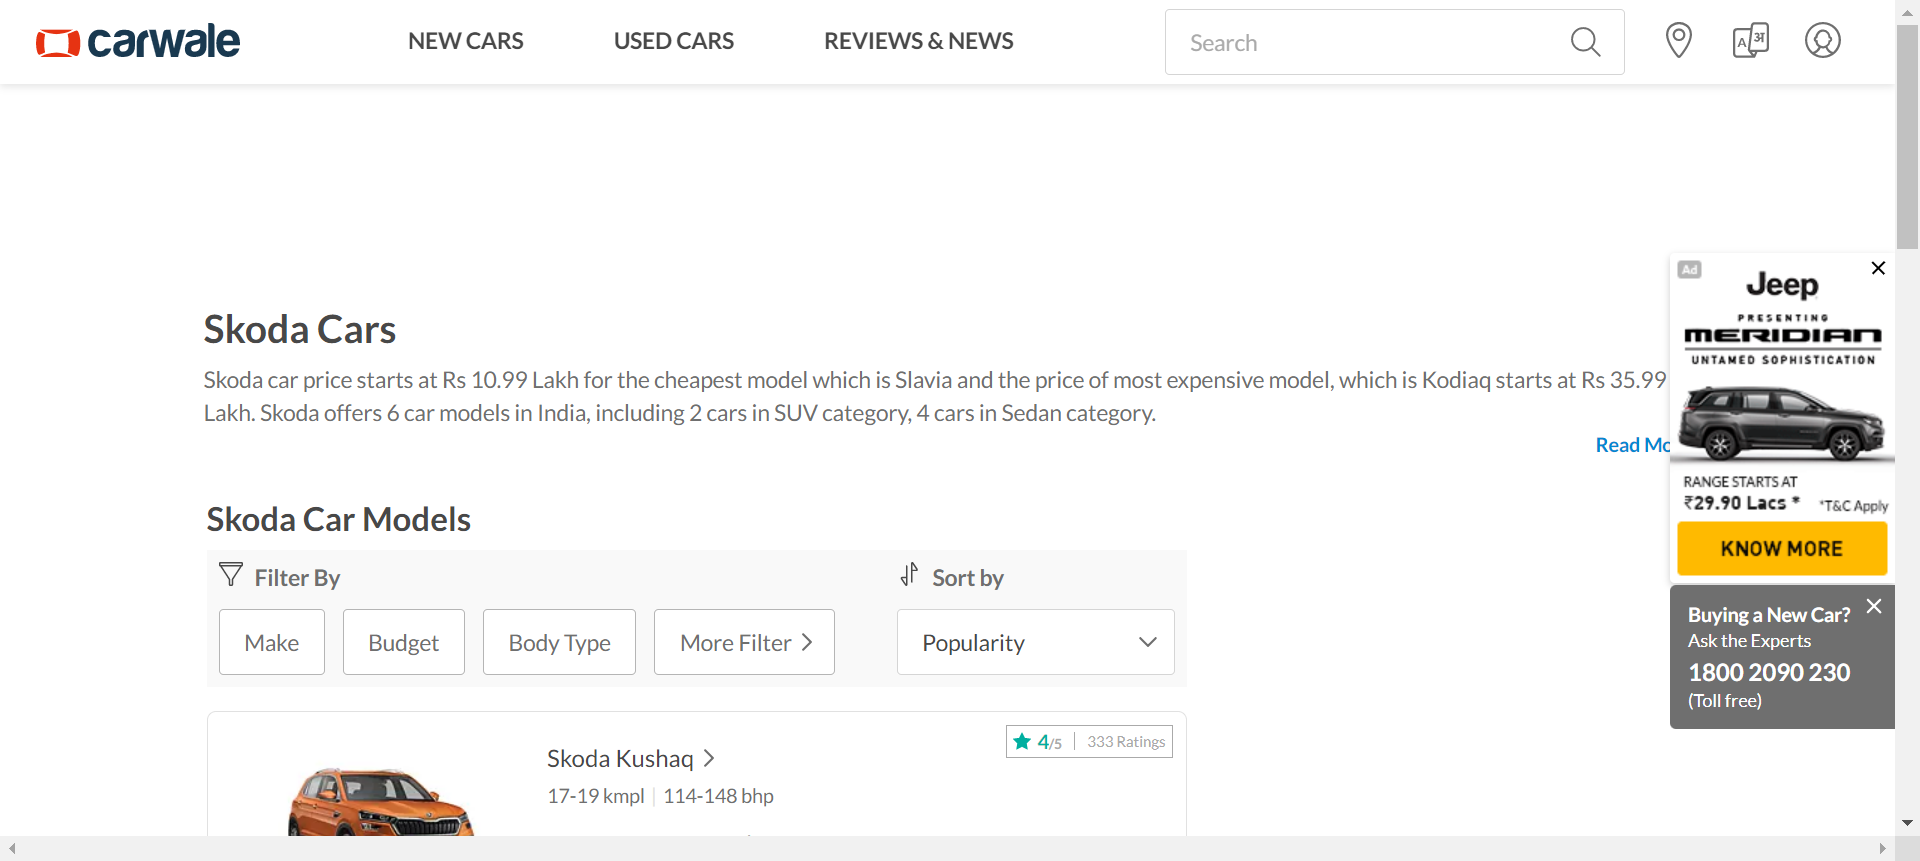 carwale
NEW CARS
USED CARS
REVIEWS & NEWS
Search
A अ
Skoda Cars
Skoda car price starts at Rs 10.99 Lakh for the cheapest model which is Slavia and the price of most expensive model, which is Kodiaq starts at Rs 35.99
Lakh. Skoda offers 6 car models in India, including 2 cars in SUV category, 4 cars in Sedan category.
Read Mo
Skoda Car Models
Filter By
Sort by
Make
Budget
Body Type
More Filter
Popularity
Skoda Kushaq
4/5
333 Ratings
17-19 kmpl
114-148 bhp
Ad
Jeep
PRESENTING
MERIDIAN
UNTAMED SOPHISTICATION
RANGE STARTS AT
₹29.90 Lacs *
*T&C Apply
KNOW MORE
Buying a New Car?
Ask the Experts
1800 2090 230
(Toll free)